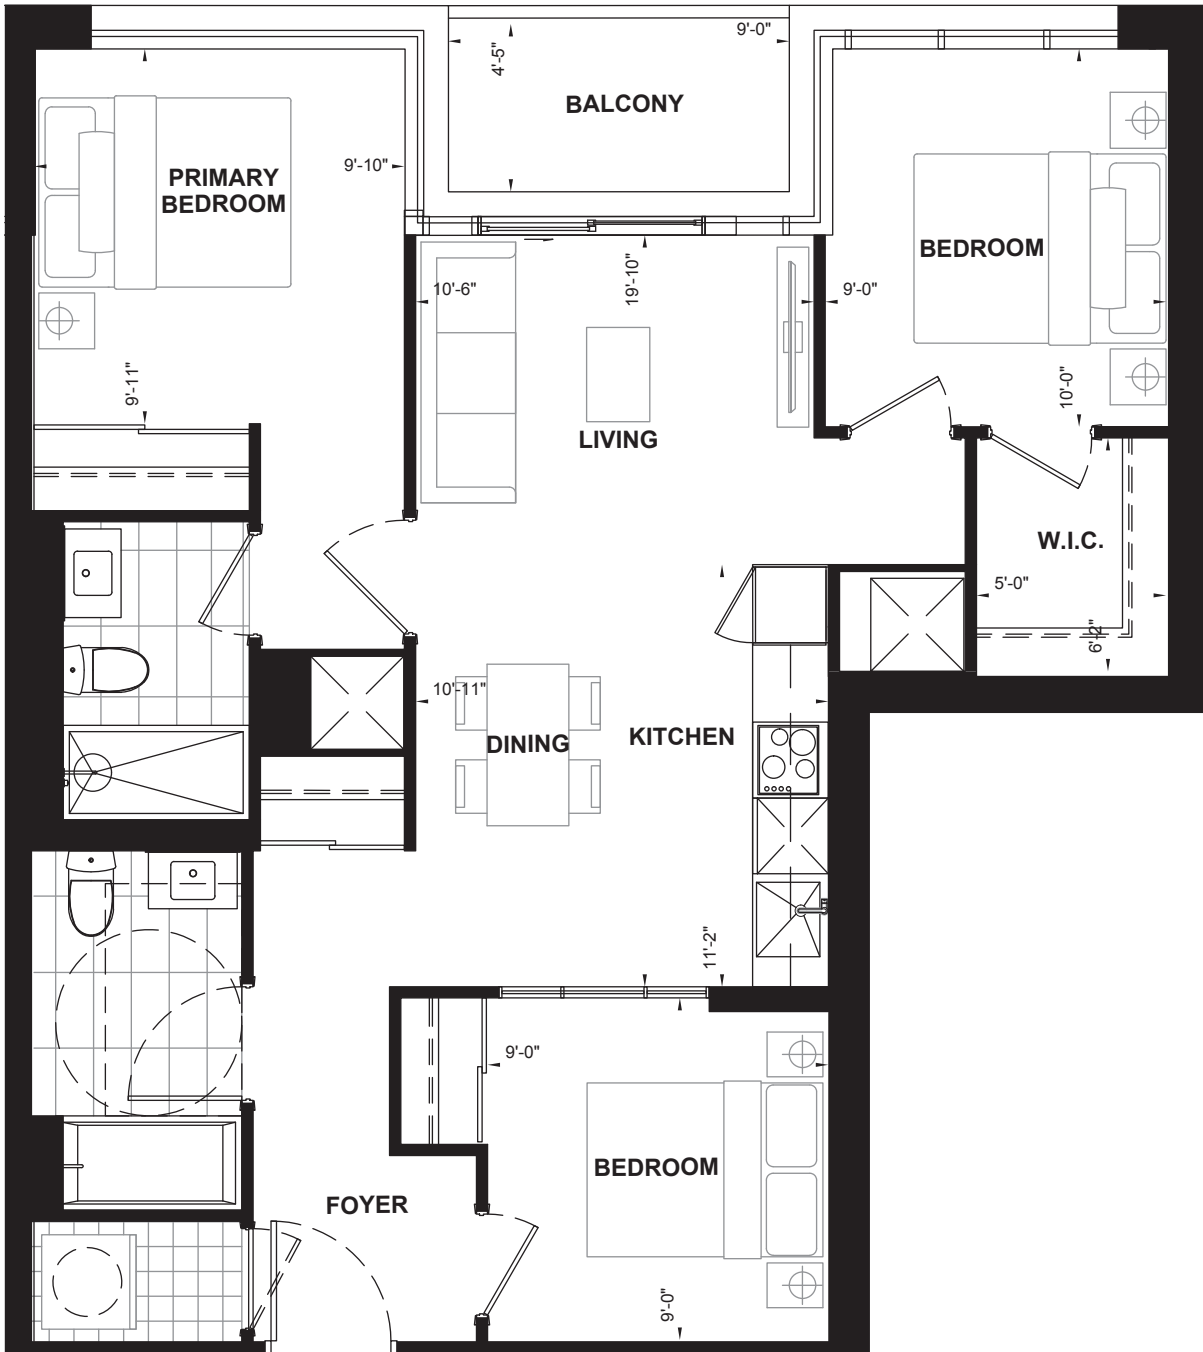 9'-0"
4'-5"
BALCONY
PRIMARY
BEDROOM
9'-10"
9'-11"
BEDROOM
9'-0"
10'-0"
10'-6"
19'-10"
LIVING
W.I.C.
5'-0"
6'-2"
10'-11"
DINING
KITCHEN
11'-2"
9'-0"
BEDROOM
9'-0"
FOYER